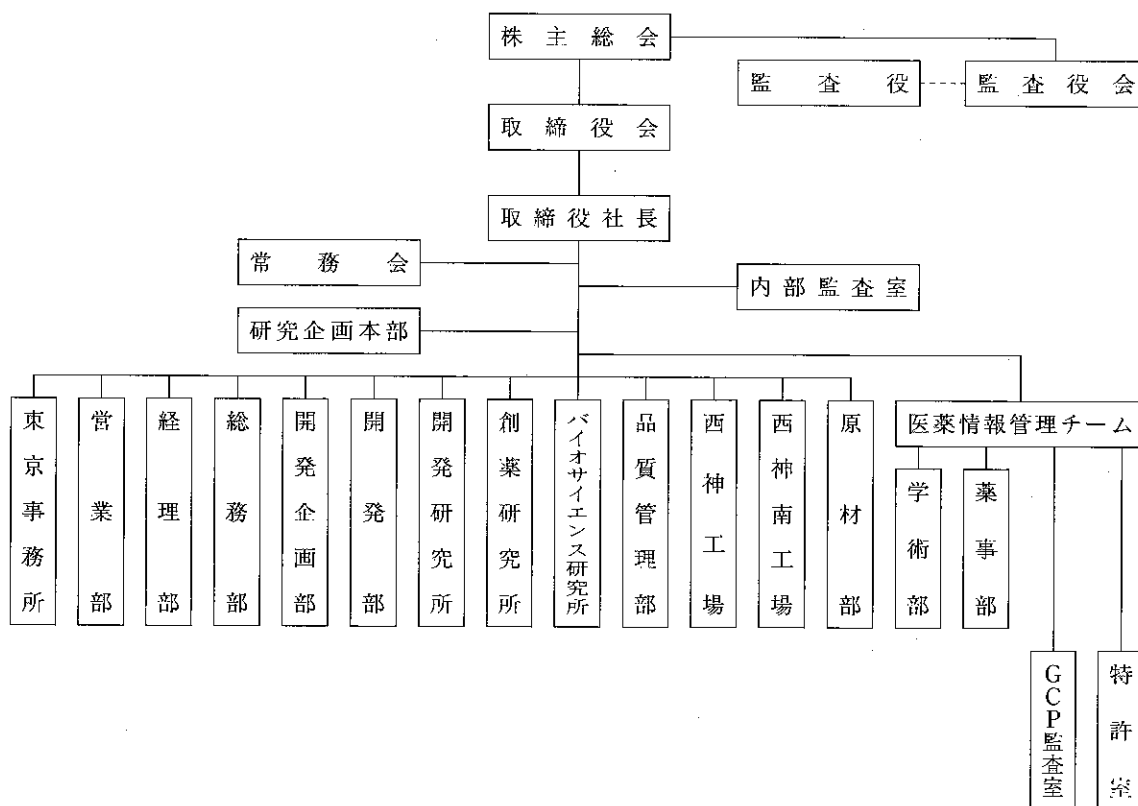 株主総会
監査役
監査役会
取締役会
取締役社長
常務会
内部監査室
研究企画本部
東京事務所
営業部
経理部
総務部
開発企画部
開発部
開発研究所
創薬研究所
バイオサイエンス研究所
品質管理部
西神工場
西神南工場
原材部
医薬情報管理チーム
学術部
薬事部
GCP監査室
特許室